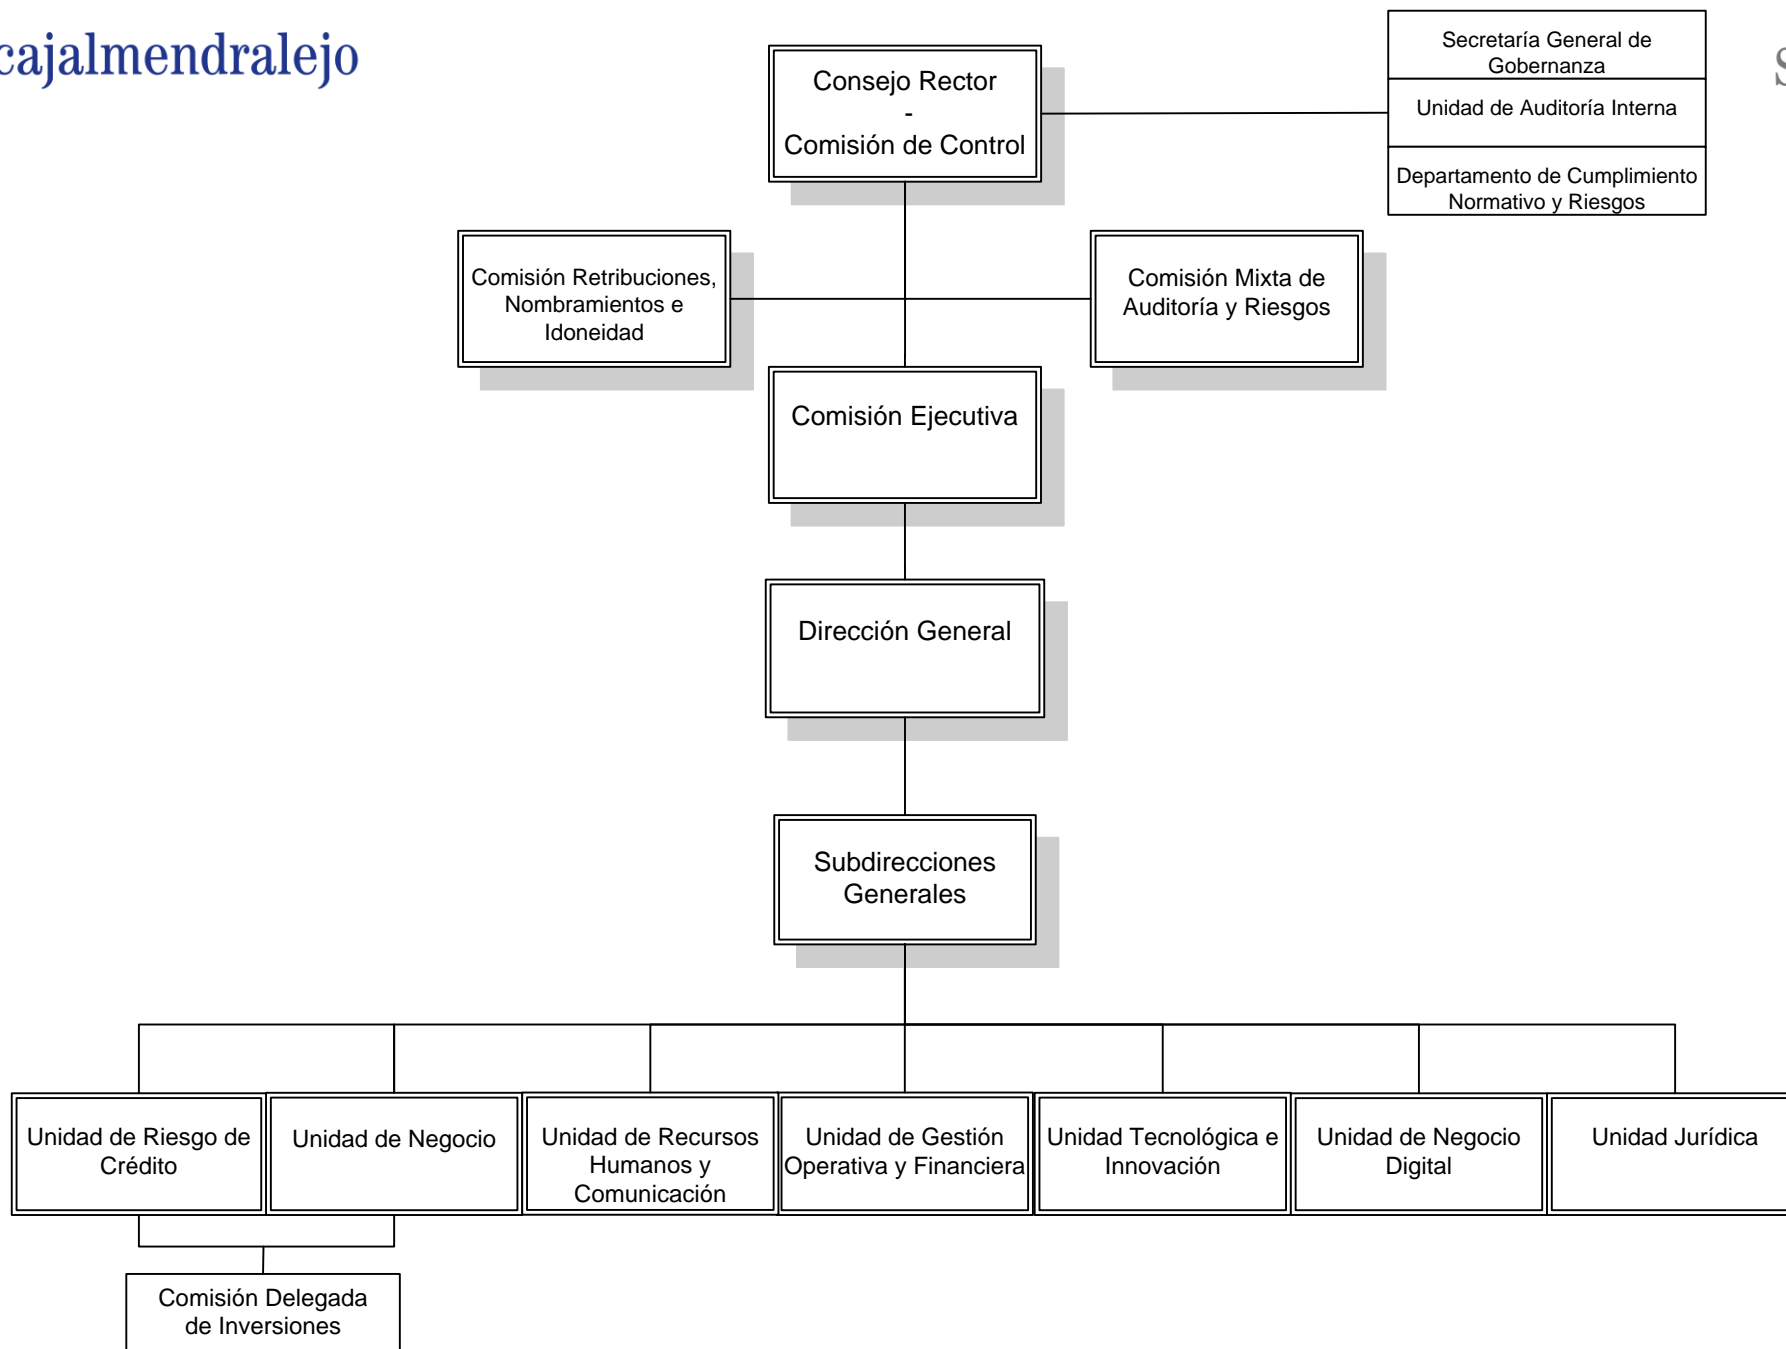 cajalmendralejo
Secretaría General de
Gobernanza
Unidad de Auditoría Interna
Departamento de Cumplimiento
Normativo y Riesgos
Consejo Rector
-
Comisión de Control
Comisión Retribuciones,
Nombramientos e
Idoneidad
Comisión Mixta de
Auditoría y Riesgos
Comisión Ejecutiva
Dirección General
Subdirecciones
Generales
Unidad de Riesgo de
Crédito
Unidad de Negocio
Unidad de Recursos
Humanos y
Comunicación
Unidad de Gestión
Operativa y Financiera
Unidad Tecnológica e
Innovación
Unidad de Negocio
Digital
Unidad Jurídica
Comisión Delegada
de Inversiones